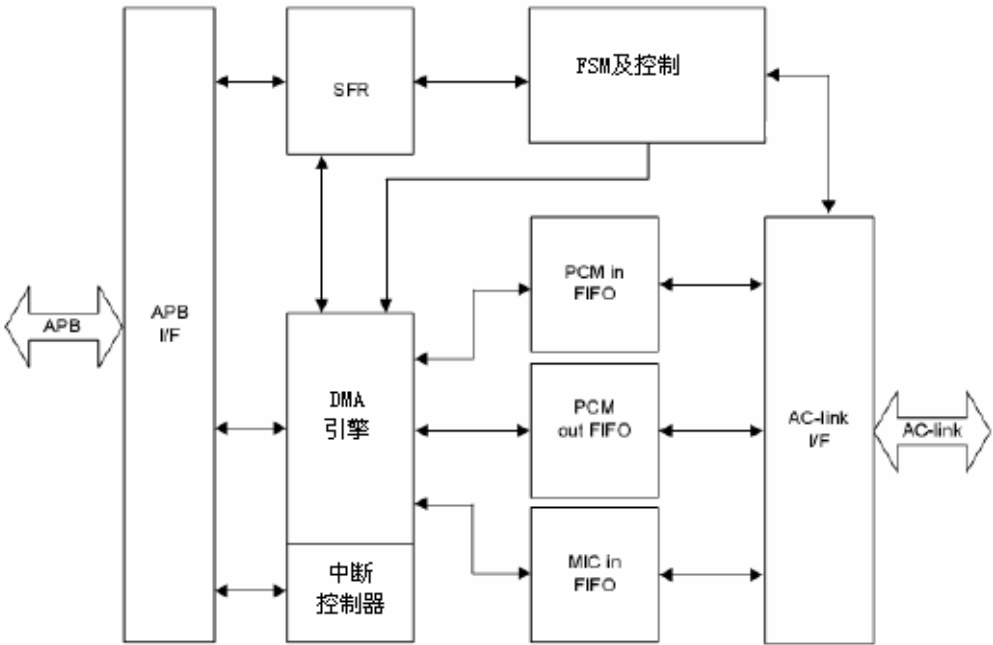 SFR
FSM及控制
APB
APB
I/F
DMA
引擎
中断
控制器
PCM in
FIFO
PCM
out FIFO
MIC in
FIFO
AC-link
I/F
AC-link